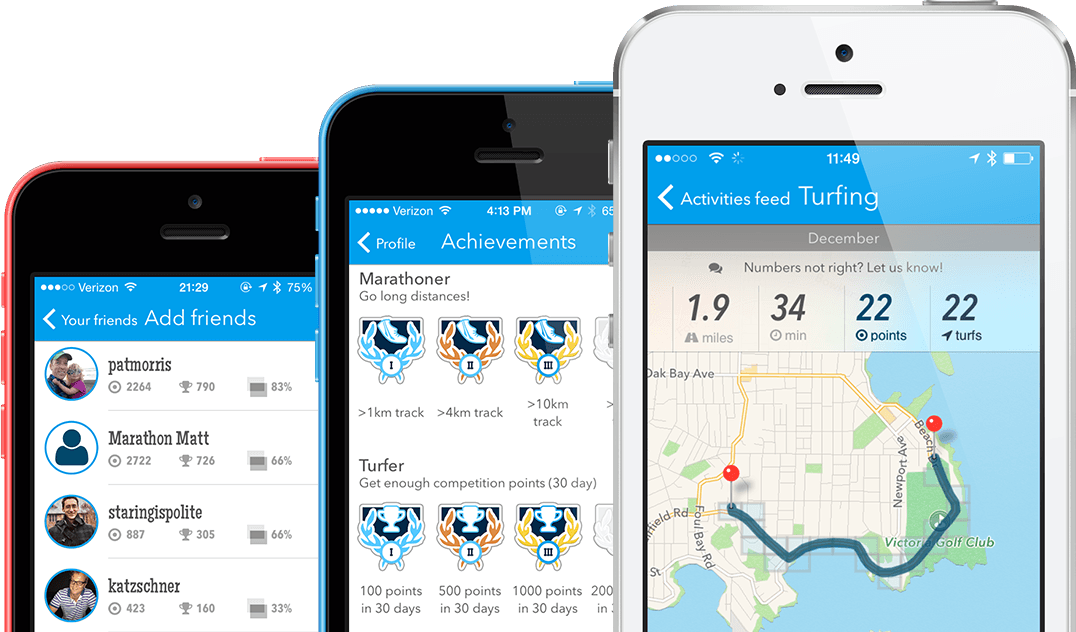 Verizon 21:29 75%
Your friends Add friends
patmorris
2264 790 83%
Marathon Matt
2722 726 66%
staringispolite
887 305 66%
katzschner
423 160 33%
Verizon 4:13 PM
Profile Achievements
Marathoner
Go long distances!
I II III
>1km track >4km track >10km
track
Turfer
Get enough competition points (30 day)
I II III
100 points 500 points 1000 points
in 30 days in 30 days in 30 days
11:49
Activities feed Turfing
December
Numbers not right? Let us know!
1.9 34 22 22
miles min points turfs
Oak Bay Ave
Beach
Newport Ave
Foul Bay Rd
Victoria Golf Club
St